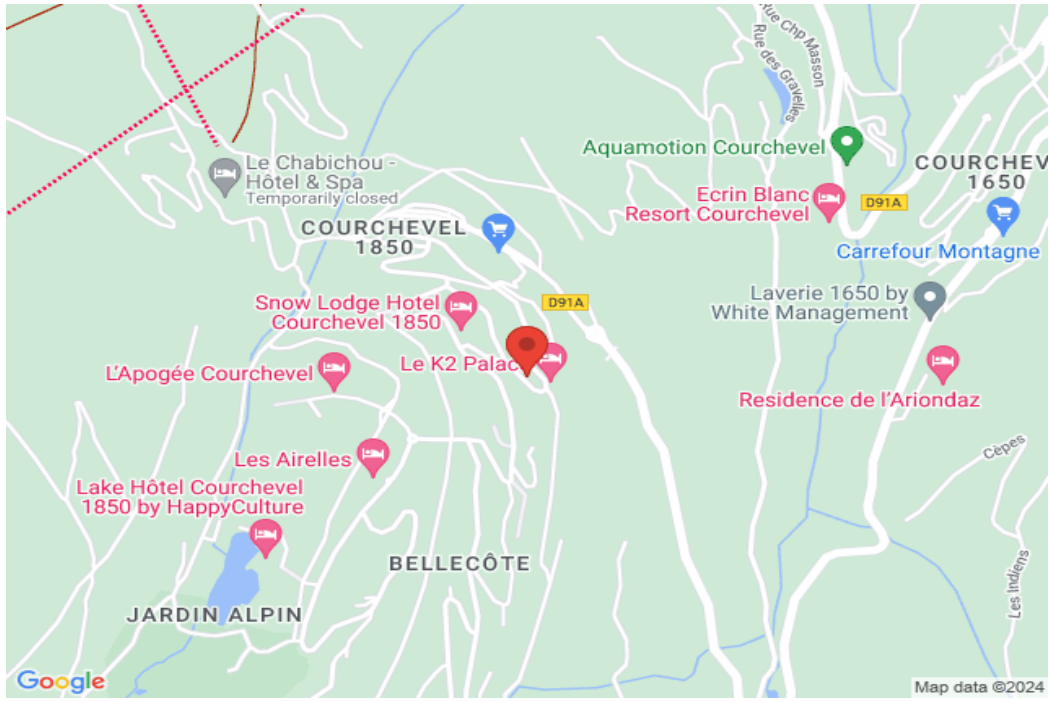 Rue Chp Masson
Rue des Gravelles
Aquamotion Courchevel
COURCHEV
1650
Le Chabichou -
Hôtel & Spa
Temporarily closed
Ecrin Blanc
Resort Courchevel
D91A
COURCHEVEL
1850
Carrefour Montagne
Laverie 1650 by
White Management
Snow Lodge Hotel
Courchevel 1850
D91A
Le K2 Palac
L'Apogée Courchevel
Residence de l'Ariondaz
Les Airelles
Cèpes
Lake Hôtel Courchevel
1850 by HappyCulture
BELLECÔTE
Les Indiens
JARDIN ALPIN
Google
Map data ©2024